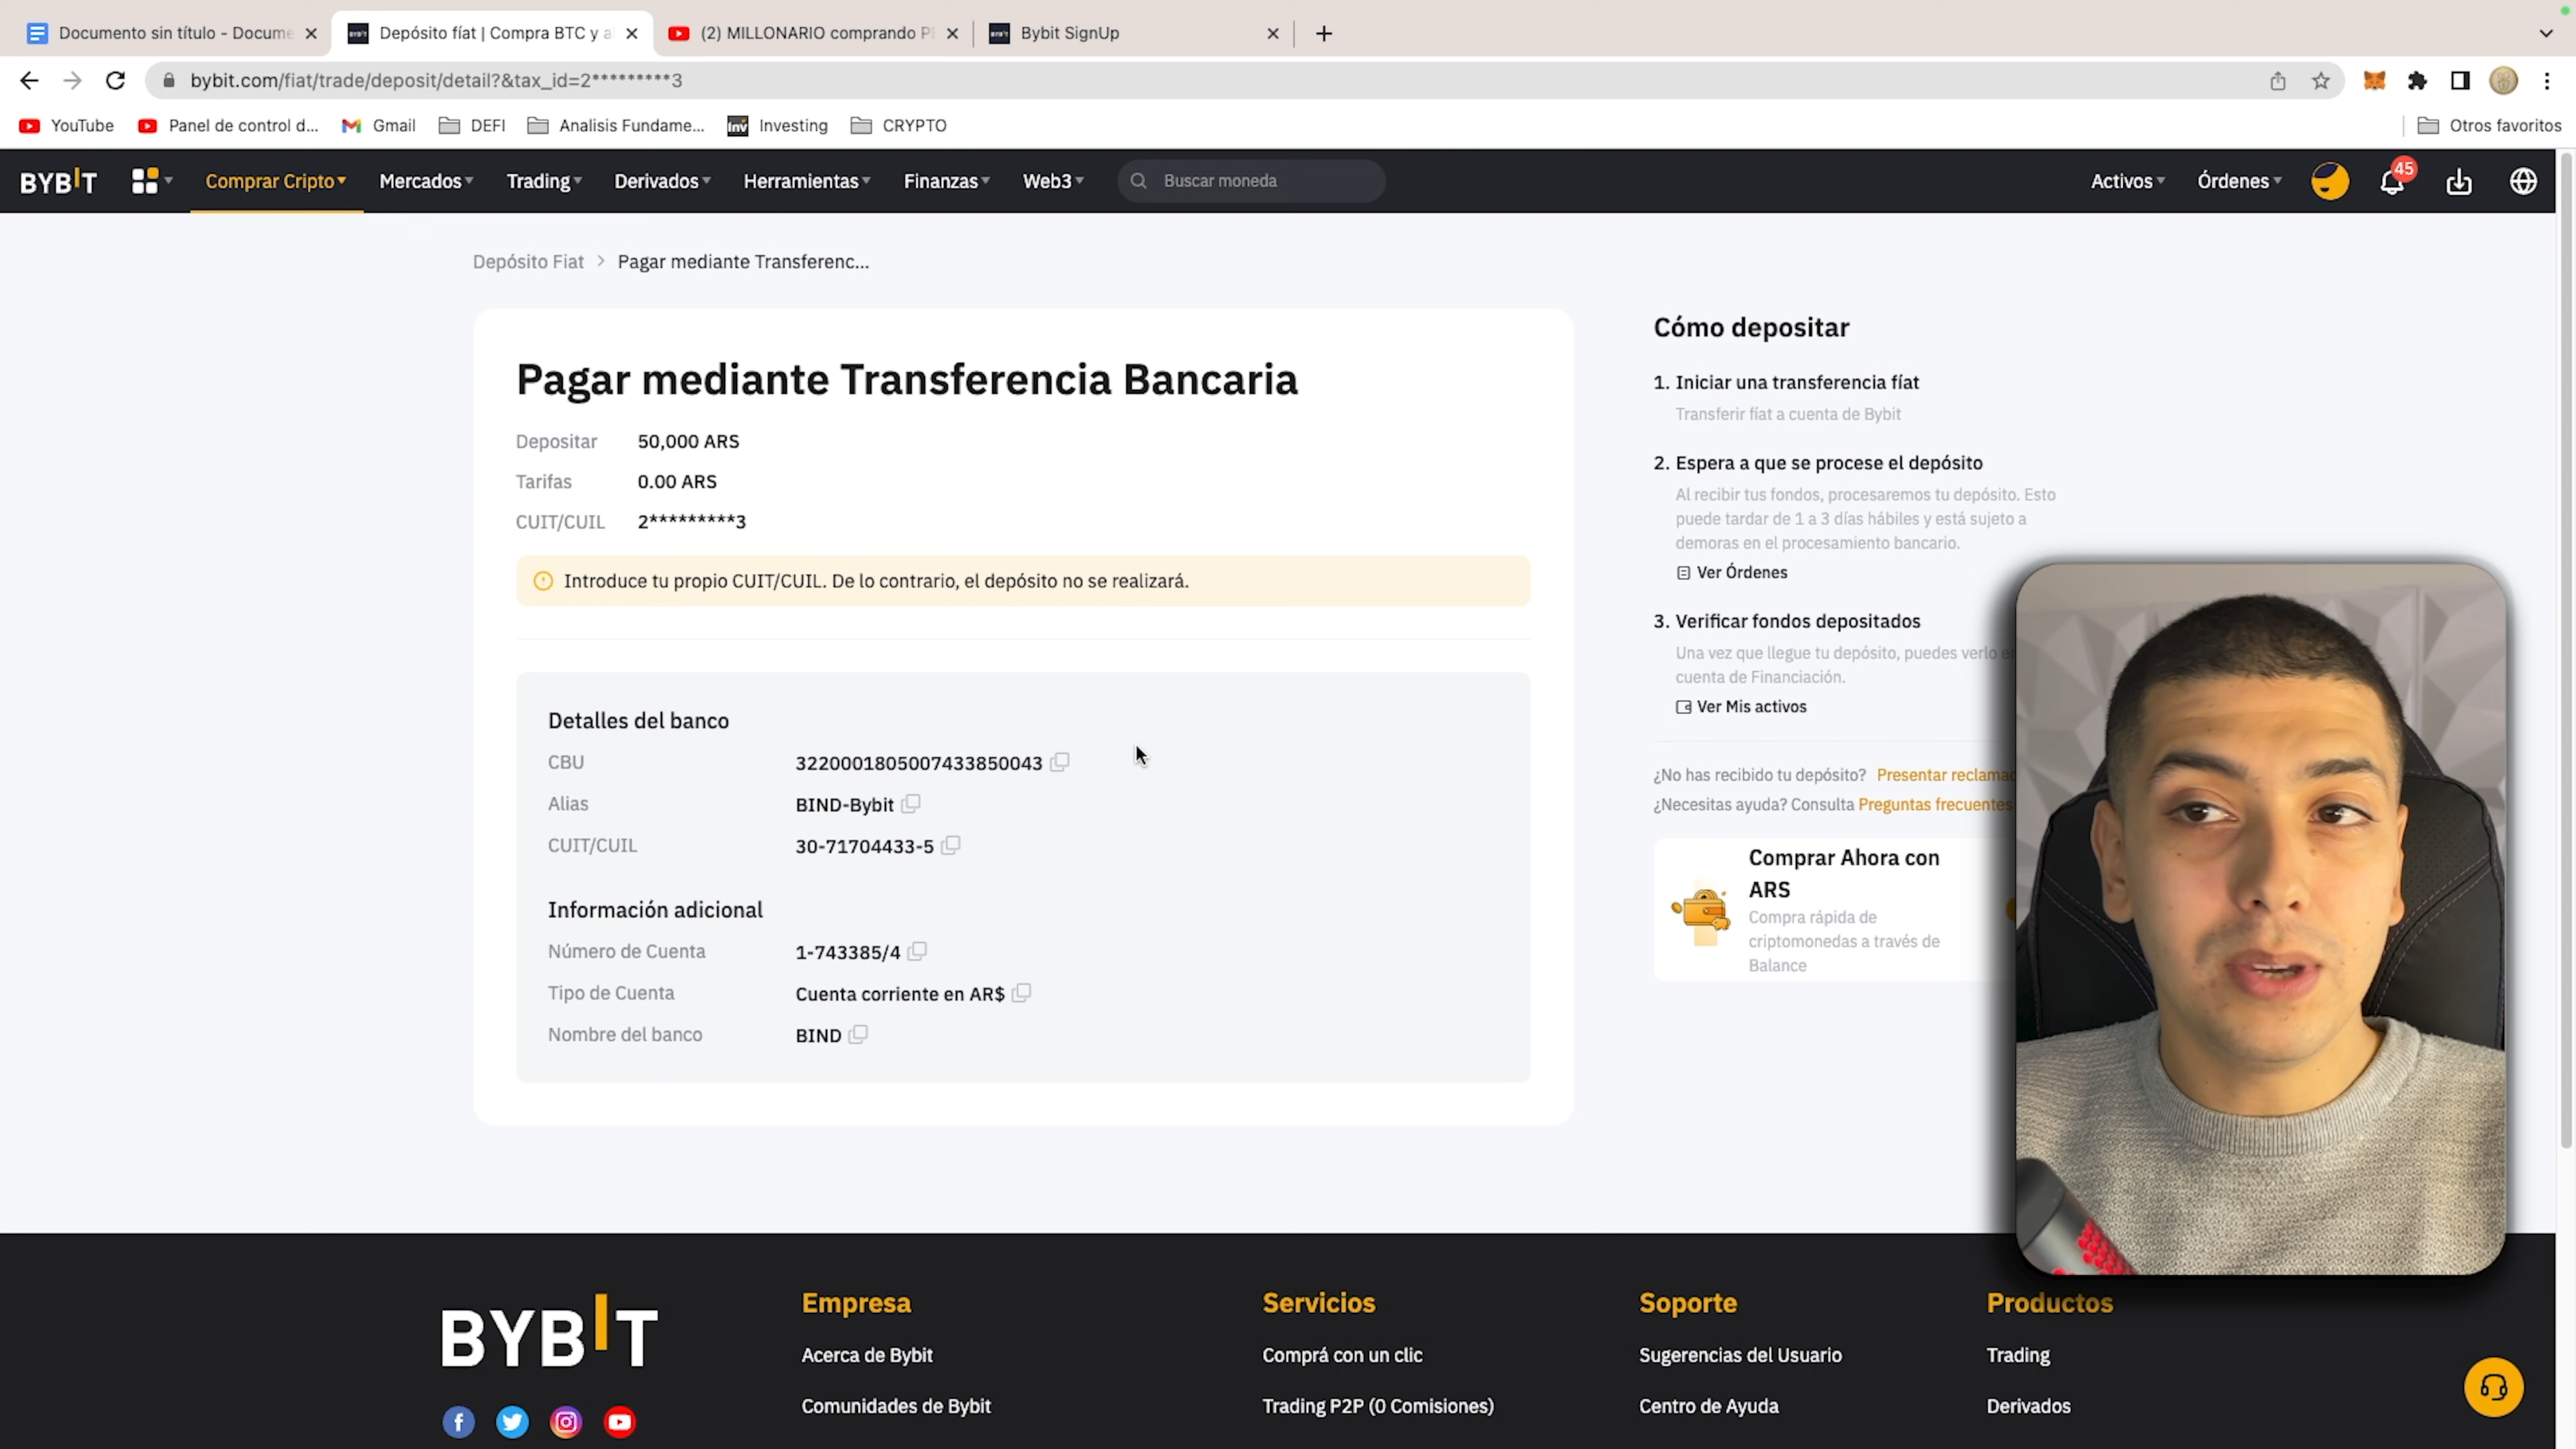 Documento sin título - Docume
Depósito fíat | Compra BTC y a
(2) MILLONARIO comprando P
Bybit SignUp
bybit.com/fiat/trade/deposit/detail?&tax_id=2*********3
YouTube
Panel de control d...
Gmail
DEFI
Analisis Fundame...
Inv
Investing
CRYPTO
Otros favoritos
BYBIT
Comprar Cripto
Mercados
Trading
Derivados
Herramientas
Finanzas
Web3
Buscar moneda
Activos
Órdenes
45
Depósito Fiat > Pagar mediante Transferenc...
Pagar mediante Transferencia Bancaria
Depositar 50,000 ARS
Tarifas 0.00 ARS
CUIT/CUIL 2*********3
Introduce tu propio CUIT/CUIL. De lo contrario, el depósito no se realizará.
Detalles del banco
CBU 3220001805007433850043
Alias BIND-Bybit
CUIT/CUIL 30-71704433-5
Información adicional
Número de Cuenta 1-743385/4
Tipo de Cuenta Cuenta corriente en AR$
Nombre del banco BIND
Cómo depositar
1. Iniciar una transferencia fíat
Transferir fíat a cuenta de Bybit
2. Espera a que se procese el depósito
Al recibir tus fondos, procesaremos tu depósito. Esto
puede tardar de 1 a 3 días hábiles y está sujeto a
demoras en el procesamiento bancario.
Ver Órdenes
3. Verificar fondos depositados
Una vez que llegue tu depósito, puedes verlo
cuenta de Financiación.
Ver Mis activos
¿No has recibido tu depósito? Presentar reclamac
¿Necesitas ayuda? Consulta Preguntas frecuentes
Comprar Ahora con
ARS
Compra rápida de
criptomonedas a través de
Balance
BYBIT
Empresa
Acerca de Bybit
Comunidades de Bybit
Servicios
Comprá con un clic
Trading P2P (0 Comisiones)
Soporte
Sugerencias del Usuario
Centro de Ayuda
Productos
Trading
Derivados